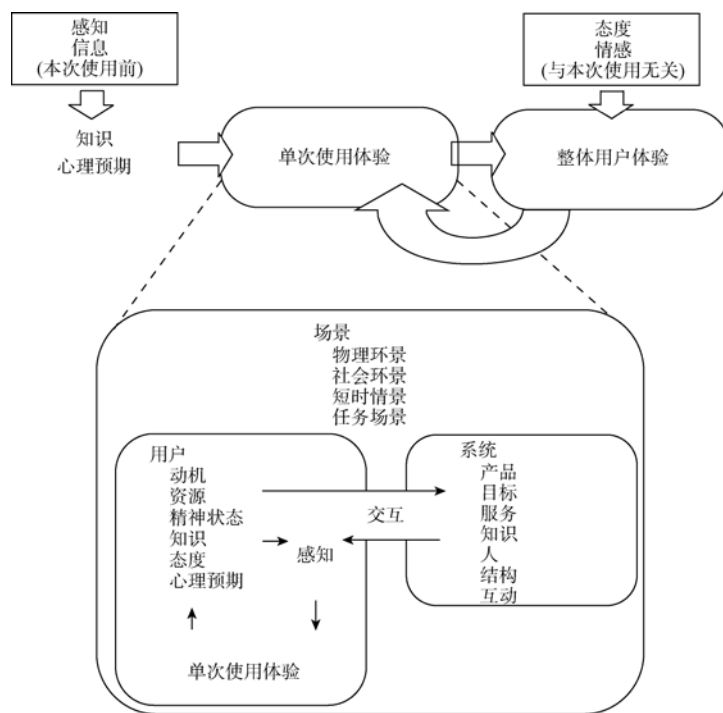 感知
信息
(本次使用前)
态度
情感
(与本次使用无关)
知识
心理预期
单次使用体验
整体用户体验
场景
物理环景
社会环景
短时情景
任务场景
用户
动机
资源
精神状态
知识
态度
心理预期
感知
单次使用体验
交互
系统
产品
目标
服务
知识
人
结构
互动